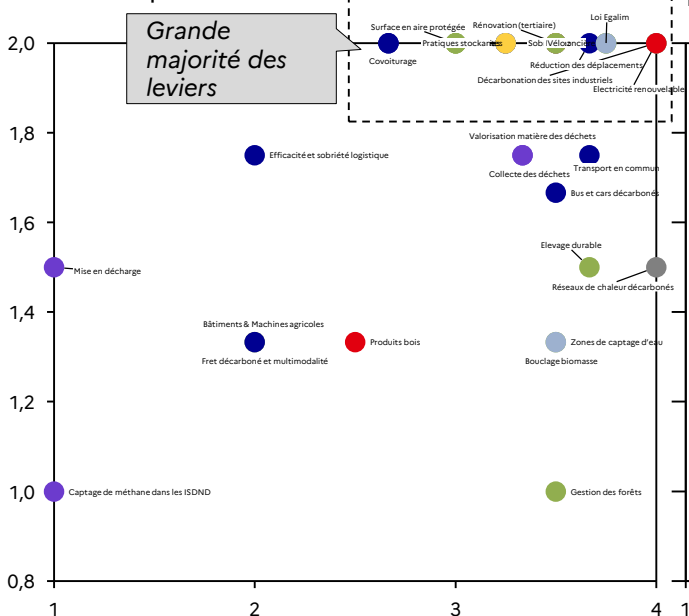 Grande
majorité des
leviers
Surface en aire protégée
Rénovation (tertiaire)
Loi Egalim
2,0
Pratiques stockantes
Covoiturage
Réduction des déplacements
Décarbonation des sites industriels
Electricité renouvelable
1,8
Valorisation matière des déchets
Efficacité et sobriété logistique
Collecte des déchets
Transport en commun
Bus et cars décarbonés
1,6
Elevage durable
1,5
Mise en décharge
Réseaux de chaleur décarbonés
1,4
Bâtiments & Machines agricoles
Produits bois
Zones de captage d'eau
Fret décarboné et multimodalité
Bouclage biomasse
1,2
1,0
Captage de méthane dans les ISDND
Gestion des forêts
0,8
1
2
3
4
1